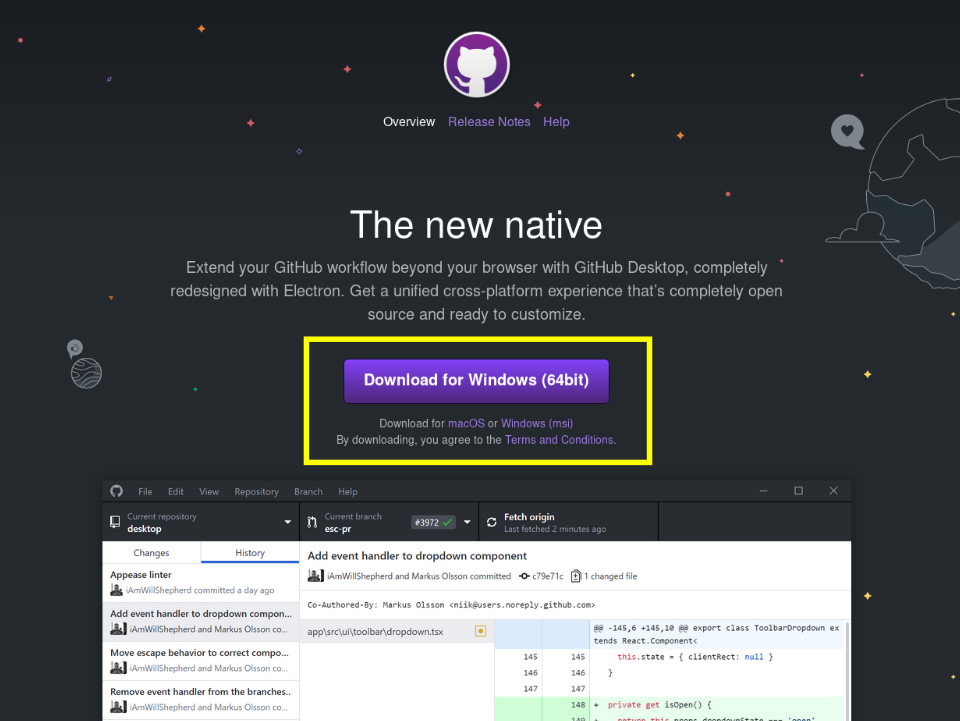 Overview Release Notes Help
The new native
Extend your GitHub workflow beyond your browser with GitHub Desktop, completely
redesigned with Electron. Get a unified cross-platform experience that's completely open
source and ready to customize.
Download for Windows (64bit)
Download for macOS or Windows (msi)
By downloading, you agree to the Terms and Conditions.
File Edit View Repository Branch Help
Current repository
desktop
Current branch
esc-pr
#3972
Fetch origin
Last fetched 2 minutes ago
Changes History
Appease linter
iAmWillShepherd committed a day ago
Add event handler to dropdown compon...
iAmWillShepherd and Markus Olsson co...
Move escape behavior to correct compo...
iAmWillShepherd and Markus Olsson co...
Remove event handler from the branches..
iAmWillShepherd and Markus Olsson co...
Add event handler to dropdown component
iAmWillShepherd and Markus Olsson committed c79e71c 1 changed file
Co-Authored-By: Markus Olsson <niik@users.noreply.github.com>
app\src\ui\toolbar\dropdown.tsx
@@ -145,6 +145,10 @@ export class ToolbarDropdown ex
tends React.Component<
145 145 this.state = { clientRect: null }
146 146 }
147 147
148 + private get isOpen() {
149 + return this.props.dropdownState === 'open'